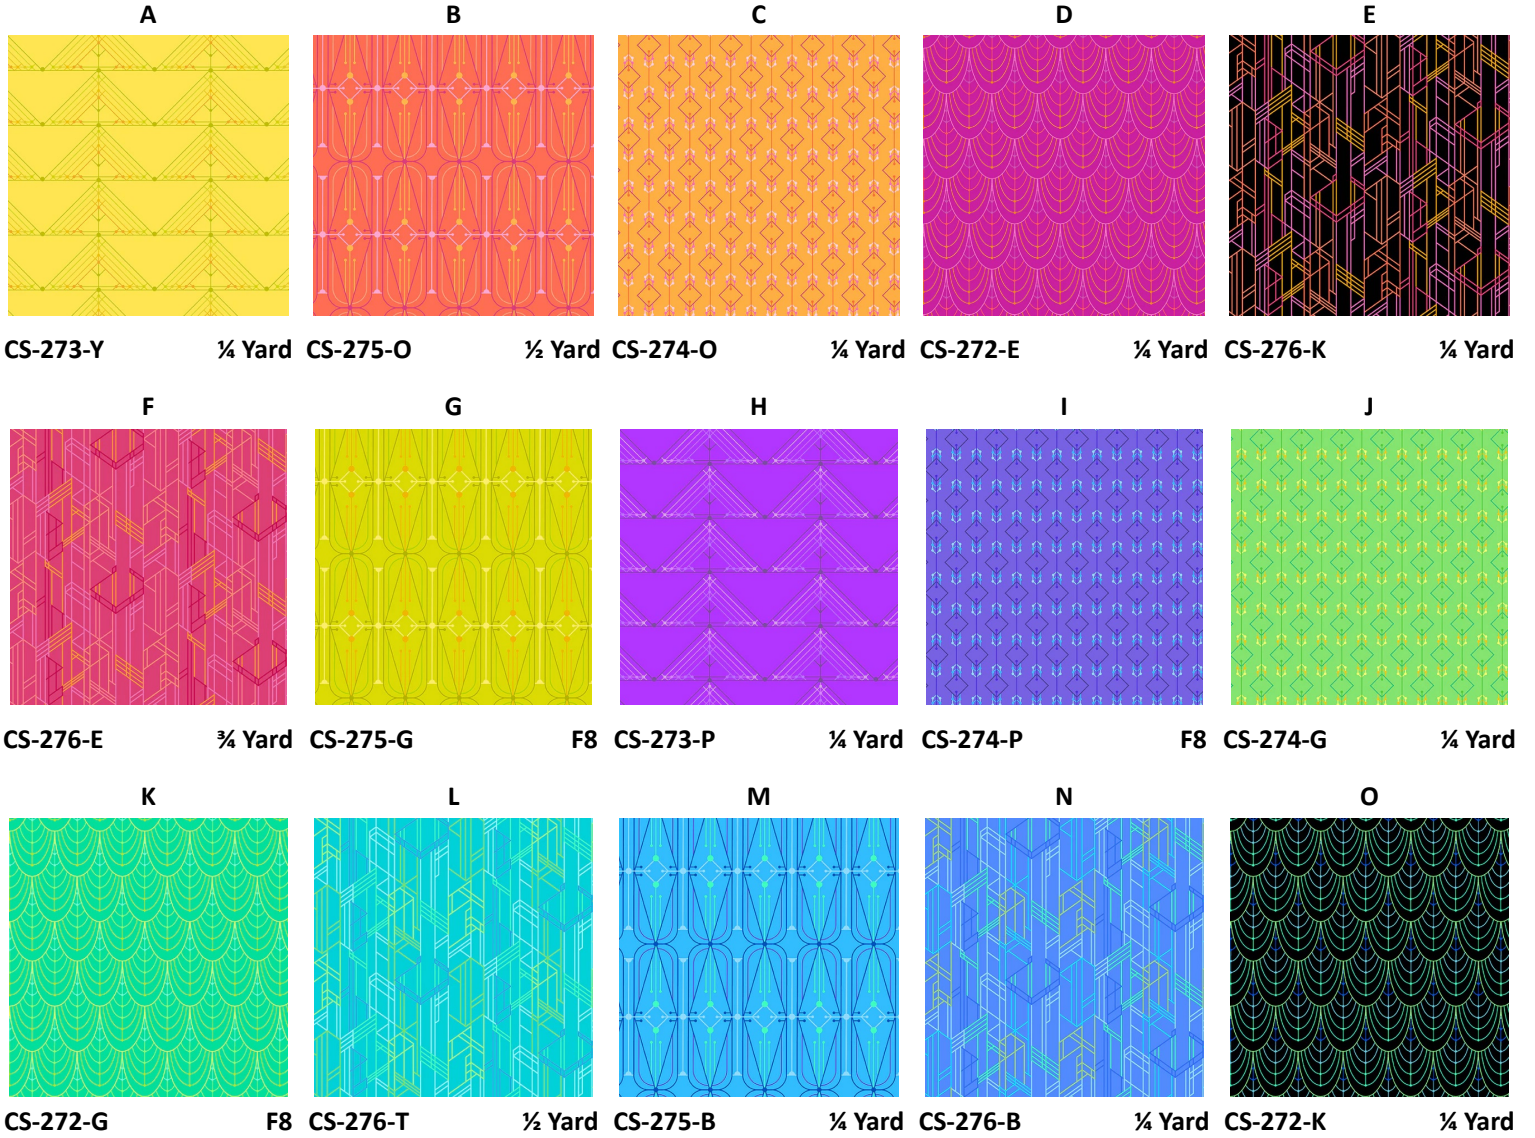 A B C D E
CS-273-Y ¼ Yard CS-275-O ½ Yard CS-274-O ¼ Yard CS-272-E ¼ Yard CS-276-K ¼ Yard
F G H I J
CS-276-E ¾ Yard CS-275-G F8 CS-273-P ¼ Yard CS-274-P F8 CS-274-G ¼ Yard
K L M N O
CS-272-G F8 CS-276-T ½ Yard CS-275-B ¼ Yard CS-276-B ¼ Yard CS-272-K ¼ Yard